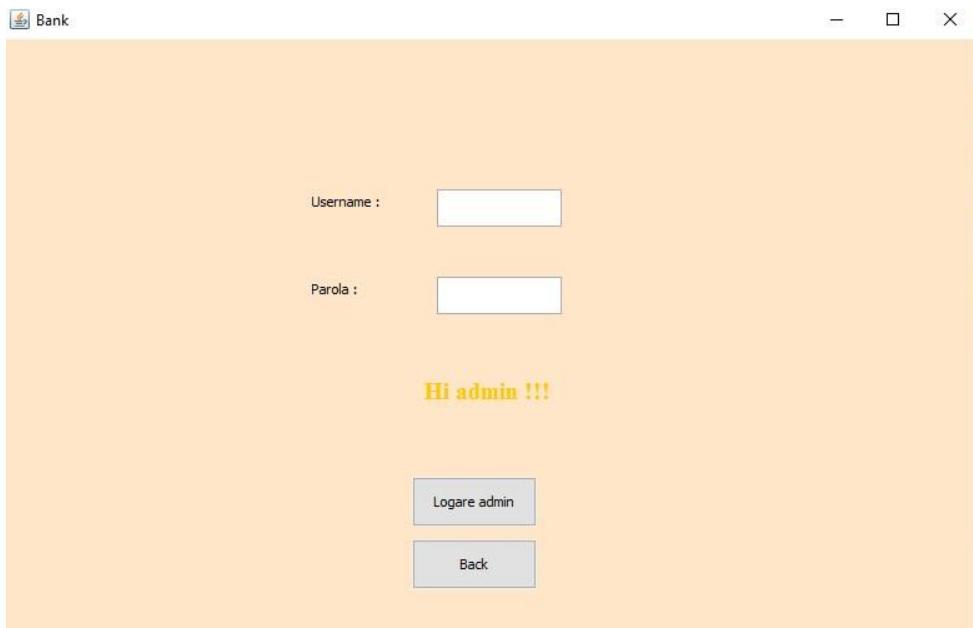 Bank
Username :
Parola :
Hi admin !!!
Logare admin
Back